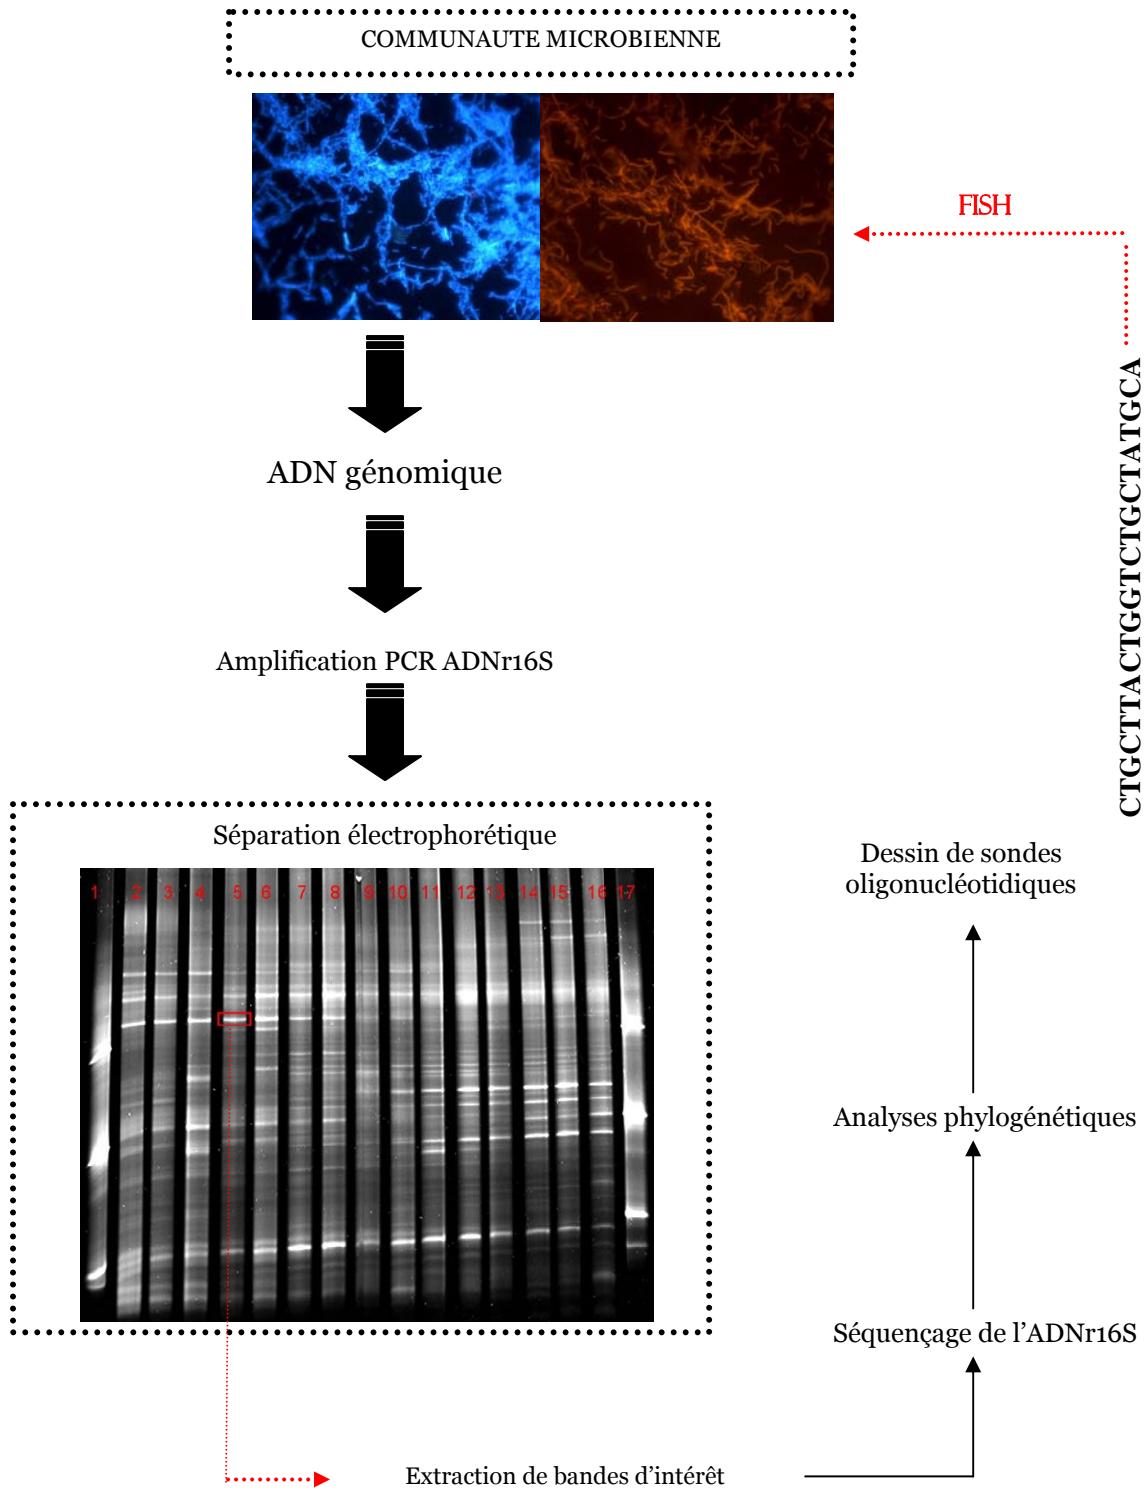 COMMUNAUTE MICROBIENNE
FISH
ADN génomique
Amplification PCR ADNr16S
Séparation électrophorétique
1 2 3 4 5 6 7 8 9 10 11 12 13 14 15 16 17
CTGCTTACTGGTCTGCTATGCA
Dessin de sondes
oligonucléotidiques
Analyses phylogénétiques
Séquençage de l'ADNr16S
Extraction de bandes d'intérêt